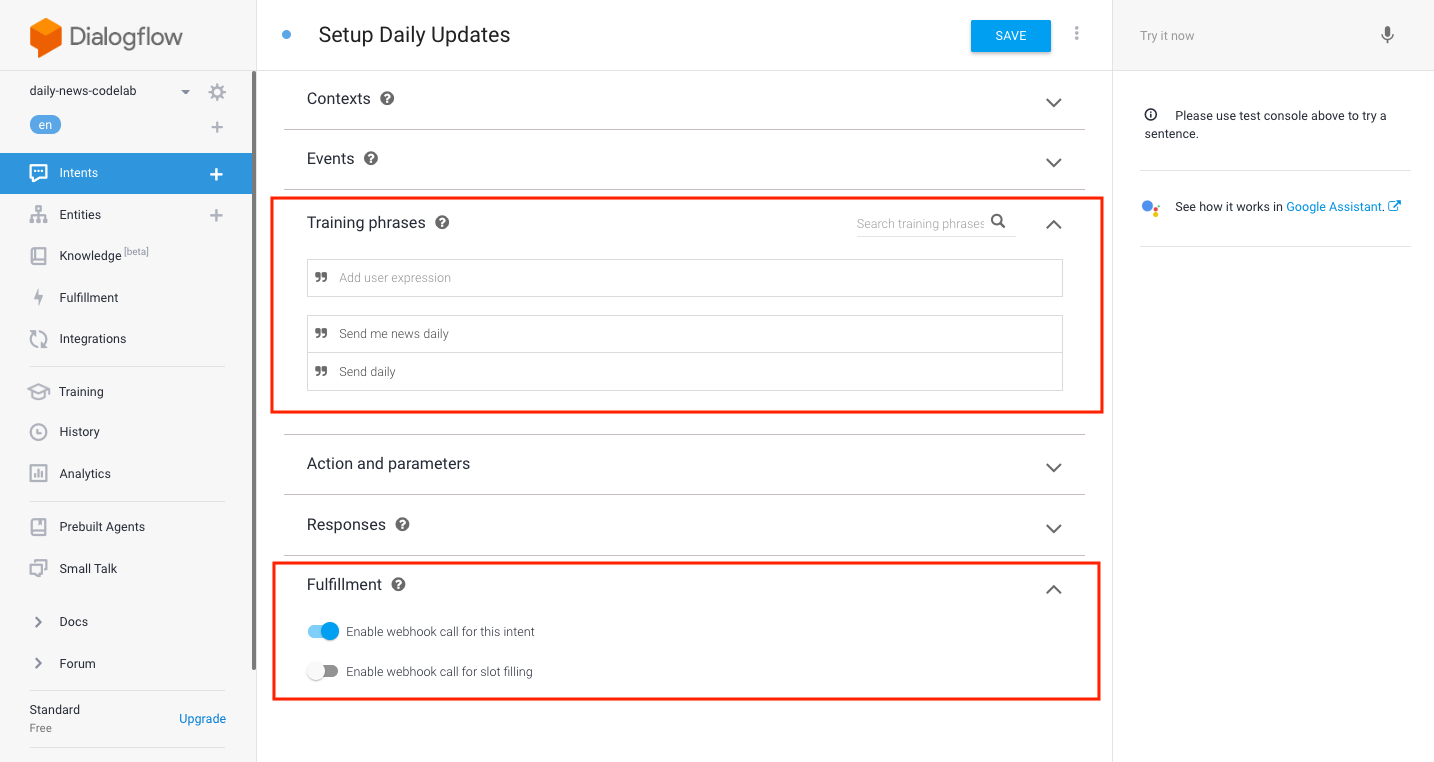 Dialogflow
daily-news-codelab
en
Intents
Entities
Knowledge [beta]
Fulfillment
Integrations
Training
History
Analytics
Prebuilt Agents
Small Talk
Docs
Forum
Standard
Free
Upgrade
Setup Daily Updates
SAVE
Contexts
Events
Training phrases
Search training phrases
Add user expression
Send me news daily
Send daily
Action and parameters
Responses
Fulfillment
Enable webhook call for this intent
Enable webhook call for slot filling
Try it now
Please use test console above to try a
sentence.
See how it works in Google Assistant.